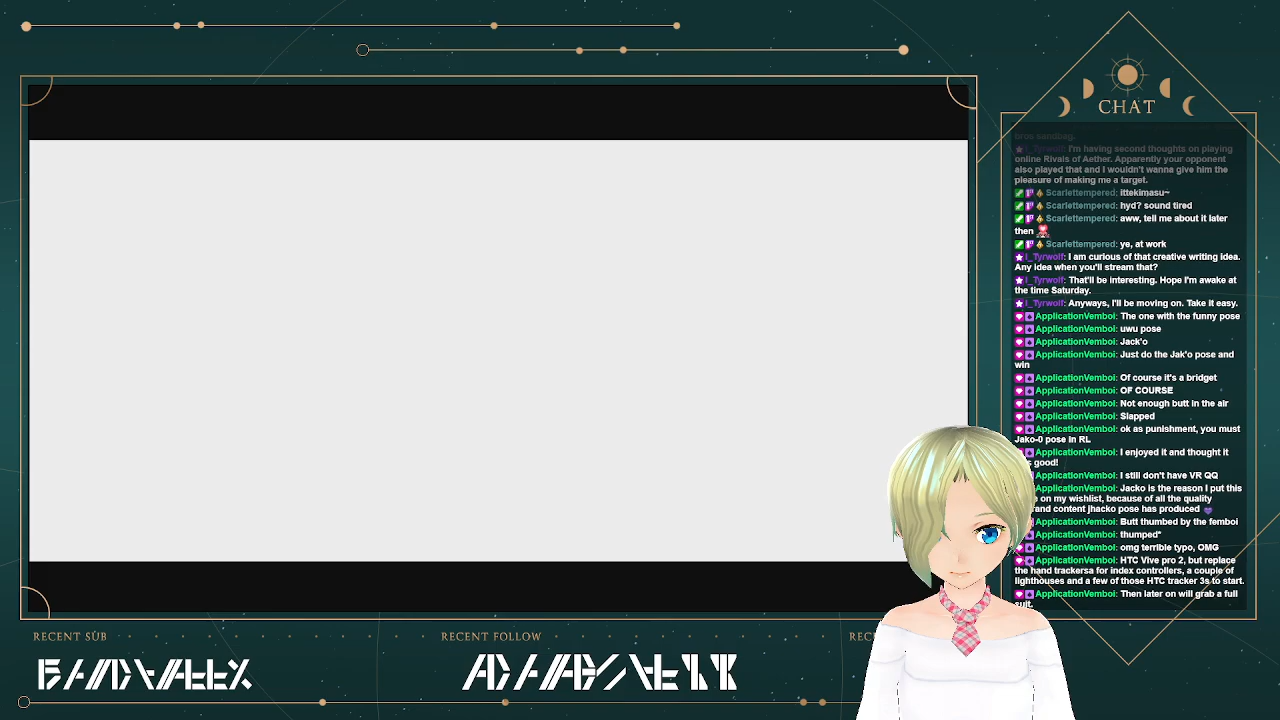 CHAT
bros sandbag.
I_Tyrwolf: I'm having second thoughts on playing
online Rivals of Aether. Apparently your opponent
also played that and I wouldn't wanna give him the
pleasure of making me a target.
Scarlettempered: ittekimasu~
Scarlettempered: hyd? sound tired
Scarlettempered: aww, tell me about it later
then
Scarlettempered: ye, at work
I_Tyrwolf: I am curious of that creative writing idea.
Any idea when you'll stream that?
I_Tyrwolf: That'll be interesting. Hope I'm awake at
the time Saturday.
I_Tyrwolf: Anyways, I'll be moving on. Take it easy.
ApplicationVemboi: The one with the funny pose
ApplicationVemboi: uwu pose
ApplicationVemboi: Jack'o
ApplicationVemboi: Just do the Jak'o pose and
win
ApplicationVemboi: Of course it's a bridget
ApplicationVemboi: OF COURSE
ApplicationVemboi: Not enough butt in the air
ApplicationVemboi: Slapped
ApplicationVemboi: ok as punishment, you must
Jako-0 pose in RL
ApplicationVemboi: I enjoyed it and thought it
good!
ApplicationVemboi: I still don't have VR QQ
ApplicationVemboi: Jacko is the reason I put this
on my wishlist, because of all the quality
and content jhacko pose has produced
ApplicationVemboi: Butt thumbed by the femboi
ApplicationVemboi: thumped*
ApplicationVemboi: omg terrible typo, OMG
ApplicationVemboi: HTC Vive pro 2, but replace
the hand trackersa for index controllers, a couple of
lighthouses and a few of those HTC tracker 3s to start.
ApplicationVemboi: Then later on will grab a full
suit.
RECENT SUB
RECENT FOLLOW